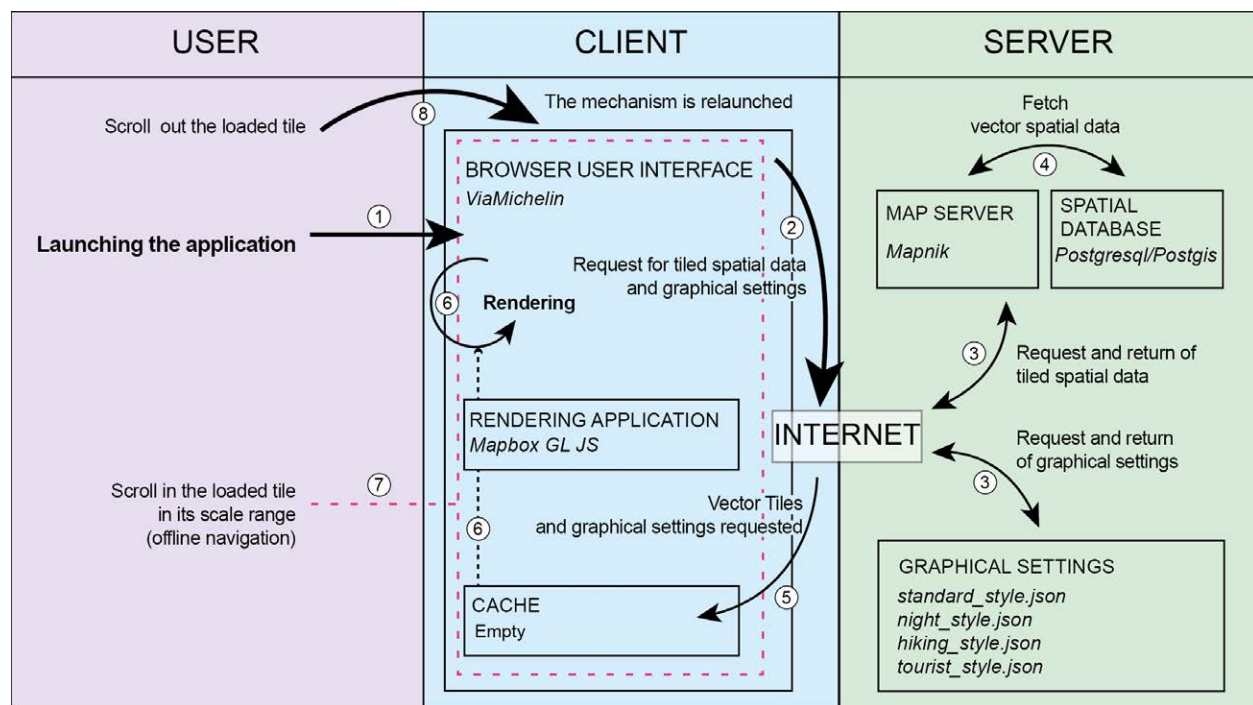 USER
CLIENT
SERVER
Scroll out the loaded tile
8
The mechanism is relaunched
Fetch
vector spatial data
4
BROWSER USER INTERFACE
ViaMichelin
MAP SERVER
Mapnik
SPATIAL
DATABASE
Postgresql/Postgis
1
Launching the application
2
Request for tiled spatial data
and graphical settings
6
Rendering
3
Request and return of
tiled spatial data
RENDERING APPLICATION
Mapbox GL JS
INTERNET
Request and return
of graphical settings
3
7
Scroll in the loaded tile
in its scale range
(offline navigation)
6
Vector Tiles
and graphical settings requested
5
CACHE
Empty
GRAPHICAL SETTINGS
standard_style.json
night_style.json
hiking_style.json
tourist_style.json